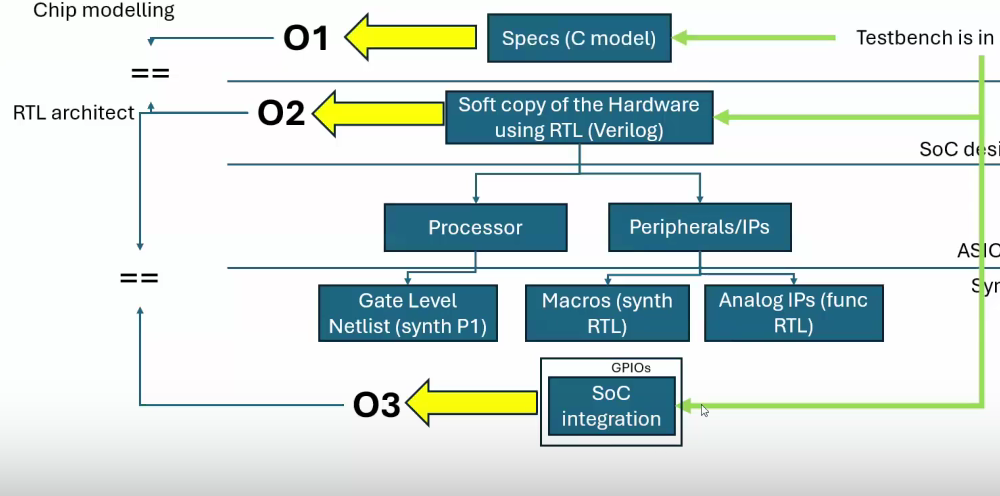 Chip modelling
O1
Specs (C model)
Testbench is in
==
RTL architect
O2
Soft copy of the Hardware
using RTL (Verilog)
SoC desi
Processor
Peripherals/IPs
ASIC
==
Syn
Gate Level
Netlist (synth P1)
Macros (synth
RTL)
Analog IPs (func
RTL)
GPIOs
O3
SoC
integration